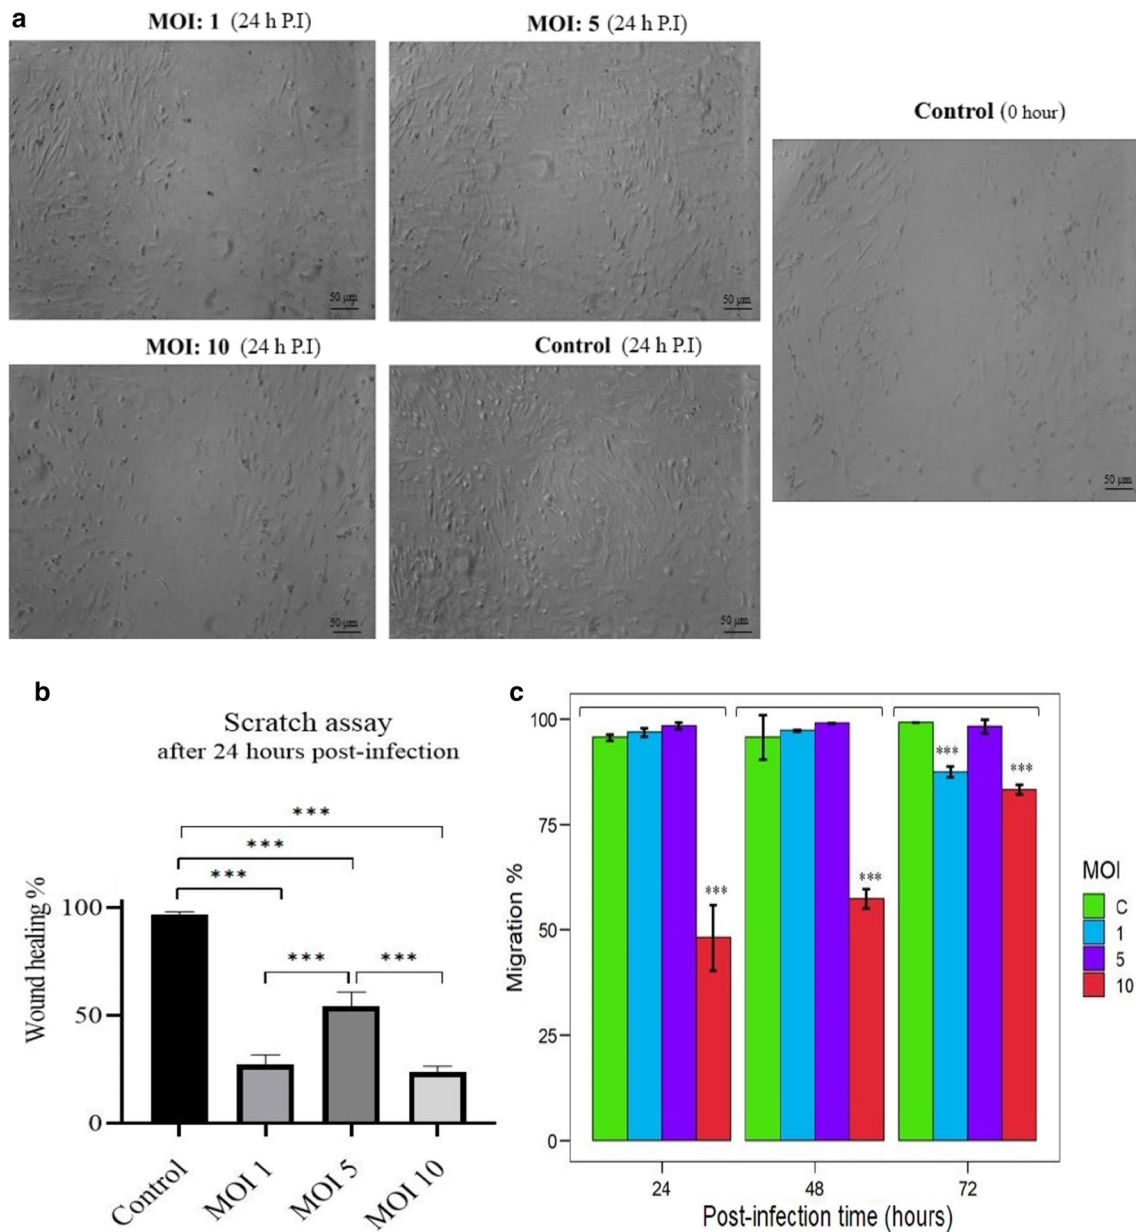 a
MOI: 1 (24 h P.I)
MOI: 5 (24 h P.I)
Control (0 hour)
50 µm
50 µm
MOI: 10 (24 h P.I)
Control (24 h P.I)
50 µm
50 µm
50 µm
b
Scratch assay
after 24 hours post-infection
***
***
***
***
***
Wound healing %
100
50
0
Control
MOI 1
MOI 5
MOI 10
c
Migration %
100
75
50
25
0
***
***
***
***
24
48
72
Post-infection time (hours)
MOI
C
1
5
10